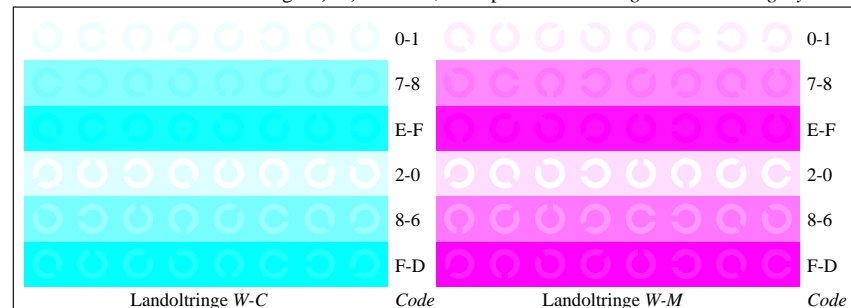 0-1 0-1
7-8 7-8
E-F E-F
2-0 2-0
8-6 8-6
F-D F-D
Landoltringe W-C Code Landoltringe W-M Code